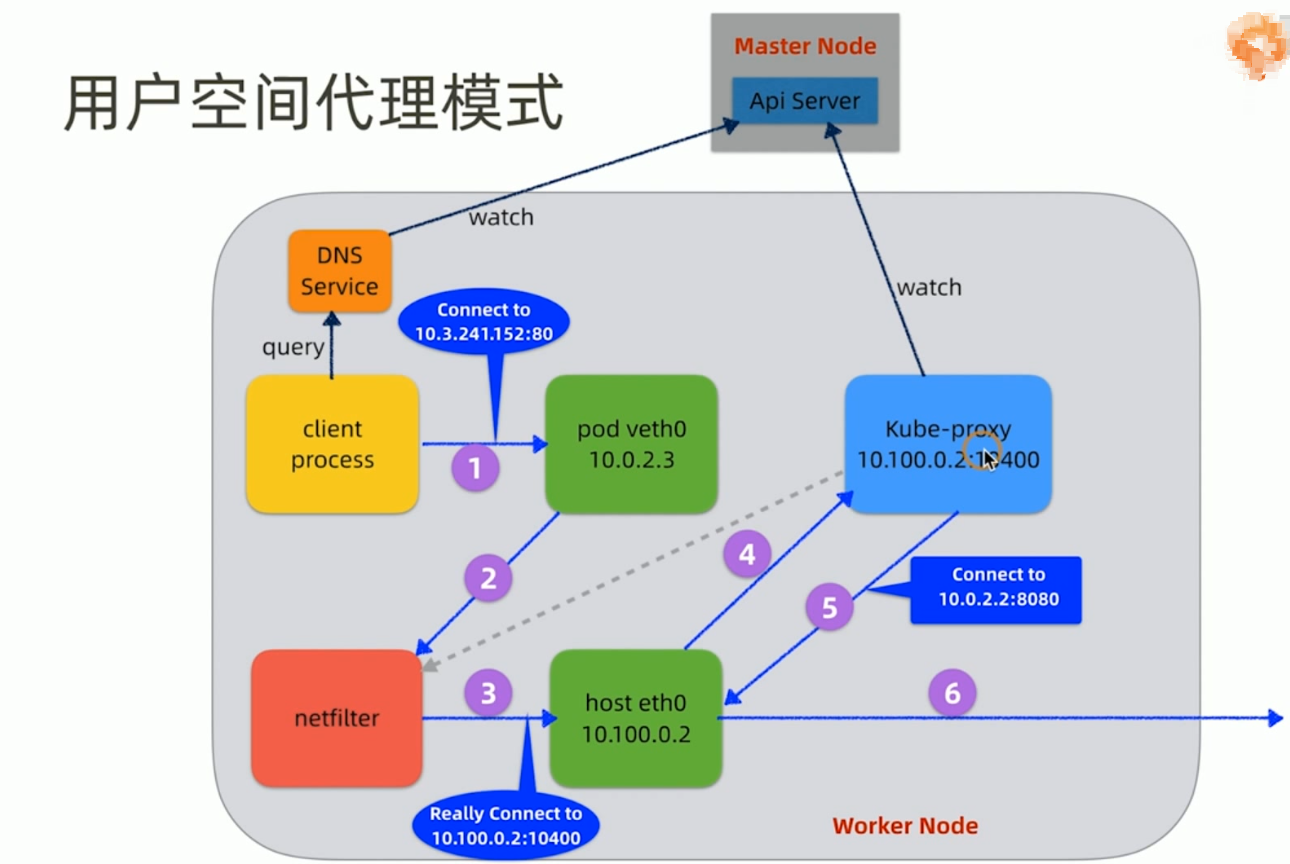 用户空间代理模式
Master Node
Api Server
watch
watch
DNS
Service
query
Connect to
10.3.241.152:80
client
process
1
pod veth0
10.0.2.3
Kube-proxy
10.100.0.2:10400
2
4
5
Connect to
10.0.2.2:8080
netfilter
3
host eth0
10.100.0.2
6
Really Connect to
10.100.0.2:10400
Worker Node